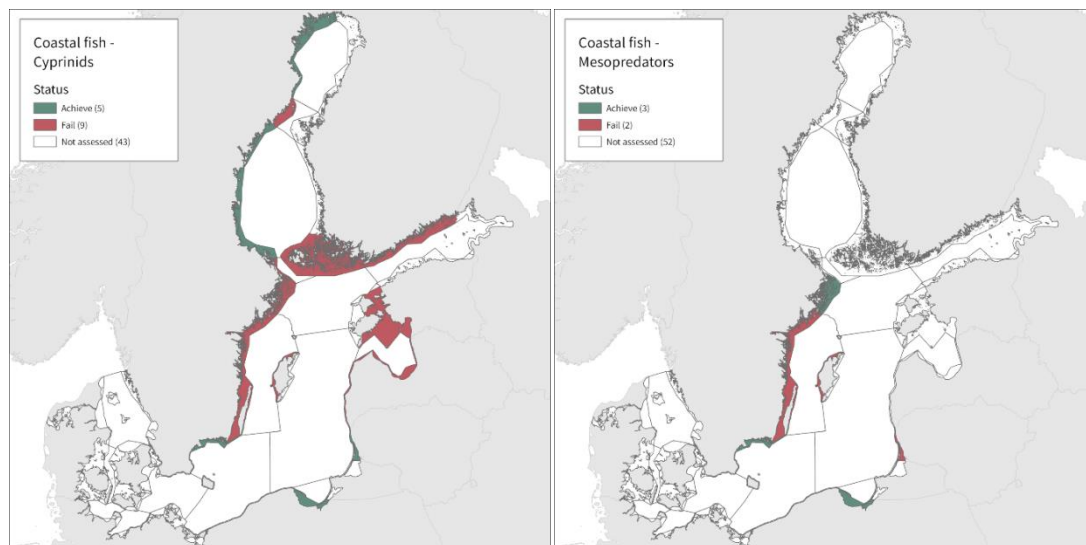 Coastal fish -
Cyprinids
Status
Achieve (5)
Fail (9)
Not assessed (43)
Coastal fish -
Mesopredators
Status
Achieve (3)
Fail (2)
Not assessed (52)